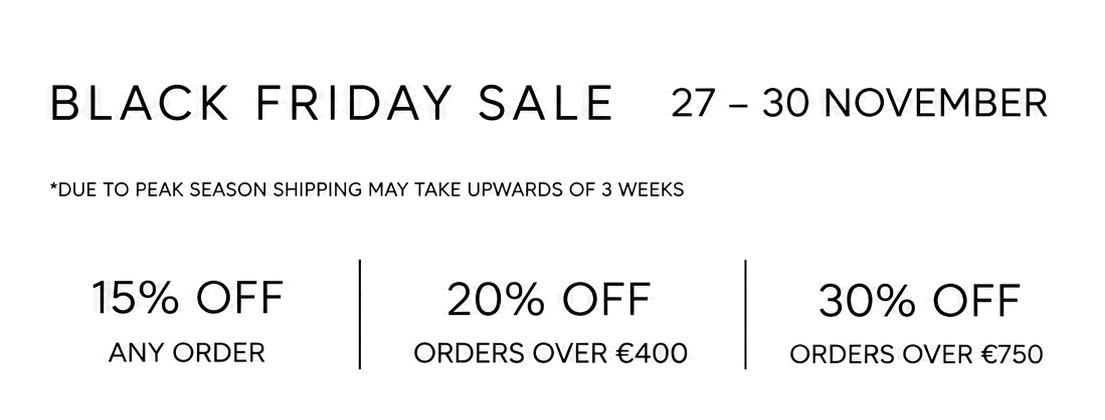 BLACK FRIDAY SALE 27 – 30 NOVEMBER
*DUE TO PEAK SEASON SHIPPING MAY TAKE UPWARDS OF 3 WEEKS
15% OFF
ANY ORDER
20% OFF
ORDERS OVER €400
30% OFF
ORDERS OVER €750